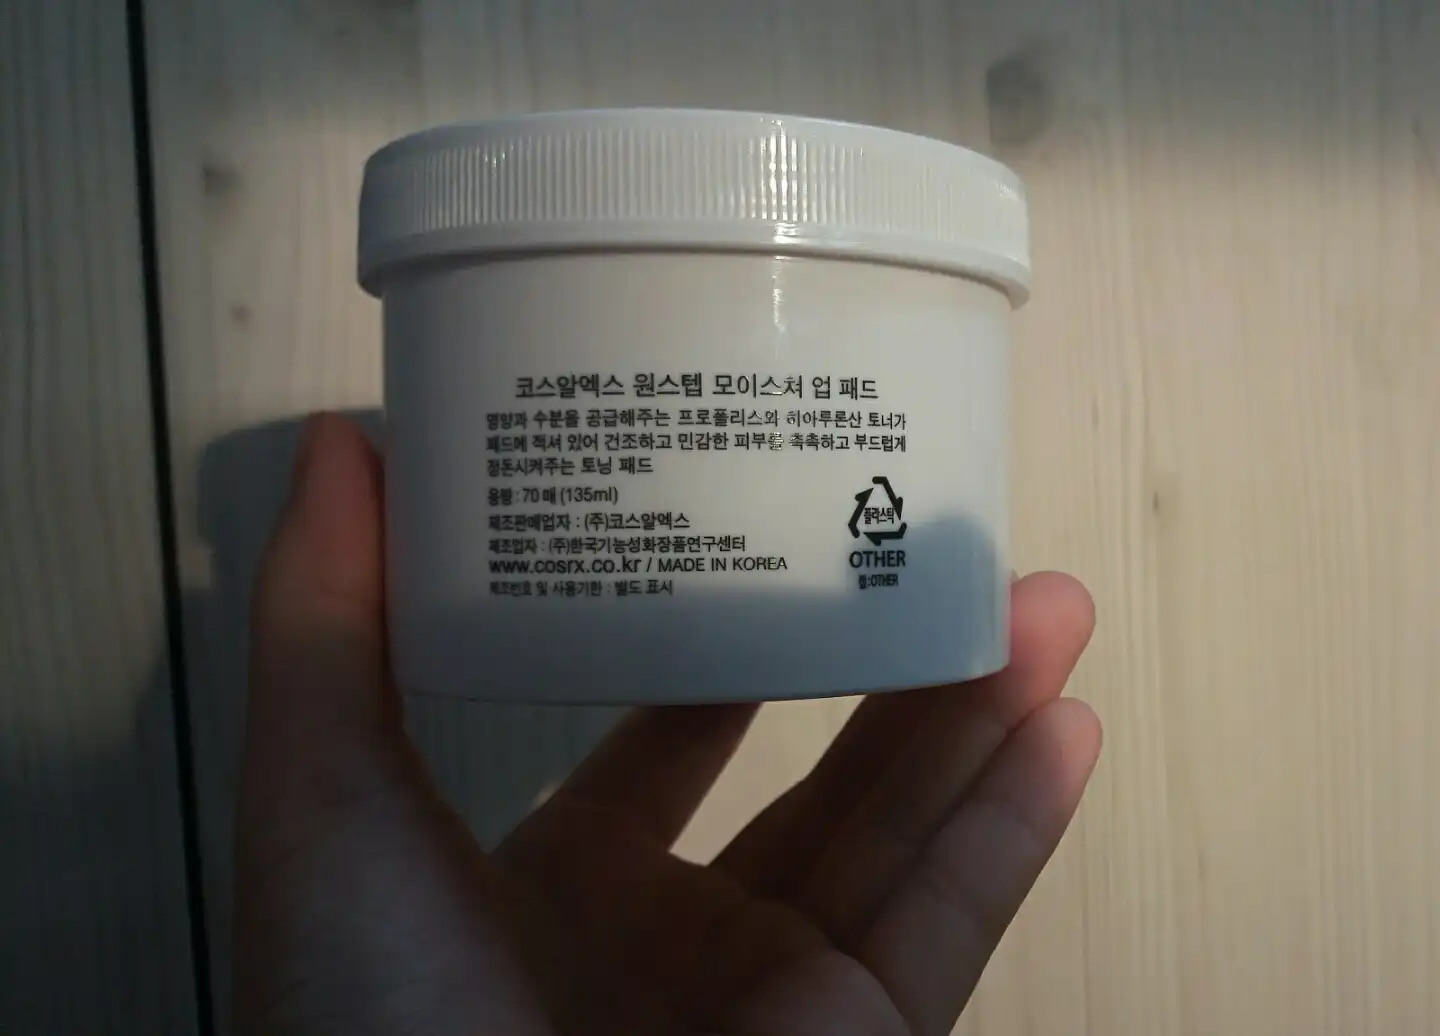 코스알엑스 원스텝 모이스쳐 업 패드
영양과 수분을 공급해주는 프로폴리스와 히아루론산 토너가
패드에 적셔 있어 건조하고 민감한 피부를 촉촉하고 부드럽게
정돈시켜주는 토닝 패드
용량 : 70 매 (135ml)
제조판매업자 : (주)코스알엑스
제조업자 : (주)한국기능성화장품연구센터
www.cosrx.co.kr / MADE IN KOREA
제조번호 및 사용기한 : 별도 표시
플라스틱
OTHER
:OTHER